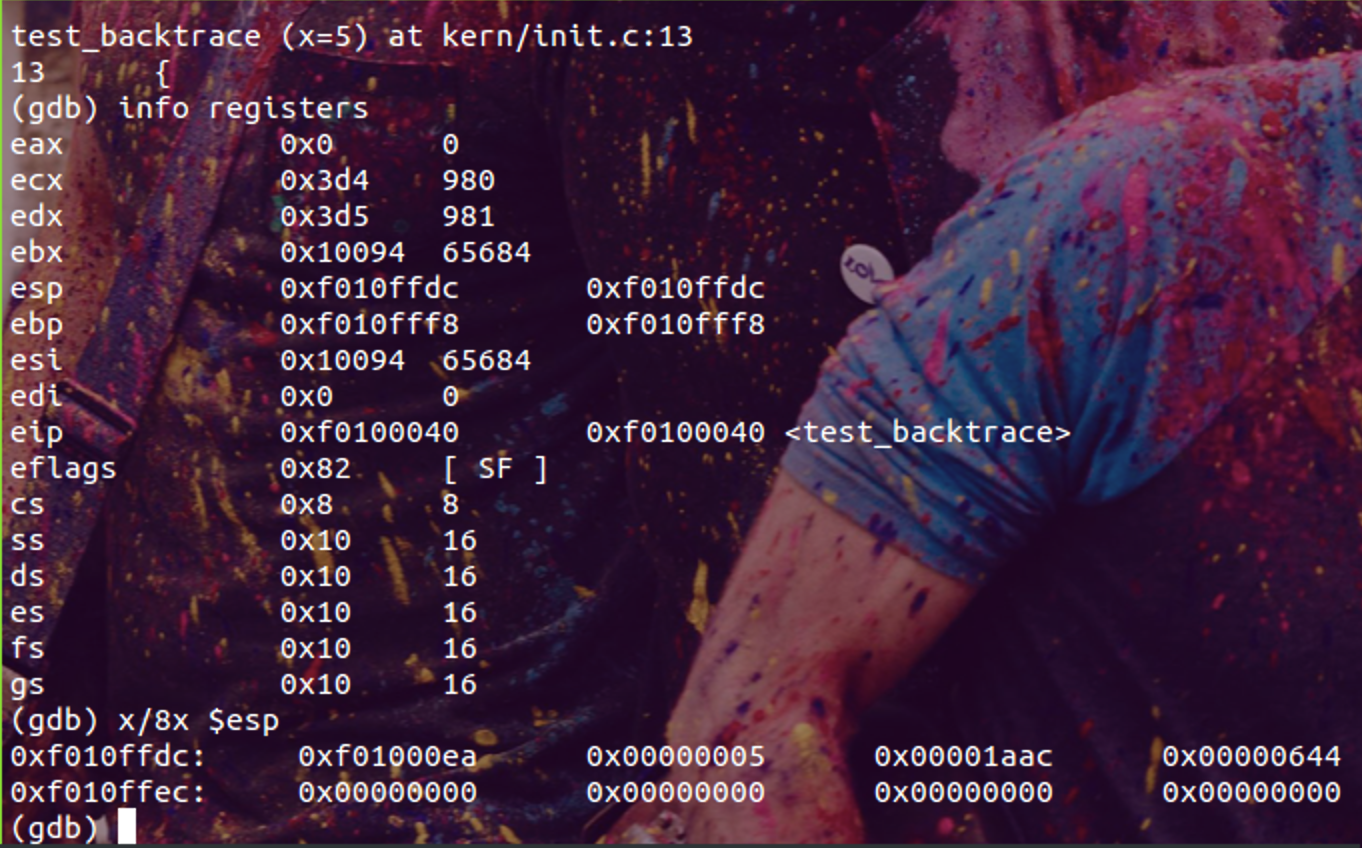 test_backtrace (x=5) at kern/init.c:13
13      {
(gdb) info registers
eax            0x0      0
ecx            0x3d4    980
edx            0x3d5    981
ebx            0x10094  65684
esp            0xf010ffdc       0xf010ffdc
ebp            0xf010fff8       0xf010fff8
esi            0x10094  65684
edi            0x0      0
eip            0xf0100040       0xf0100040 <test_backtrace>
eflags         0x82     [ SF ]
cs             0x8      8
ss             0x10     16
ds             0x10     16
es             0x10     16
fs             0x10     16
gs             0x10     16
(gdb) x/8x $esp
0xf010ffdc:     0xf01000ea      0x00000005      0x00001aac      0x00000644
0xf010ffec:     0x00000000      0x00000000      0x00000000      0x00000000
(gdb)